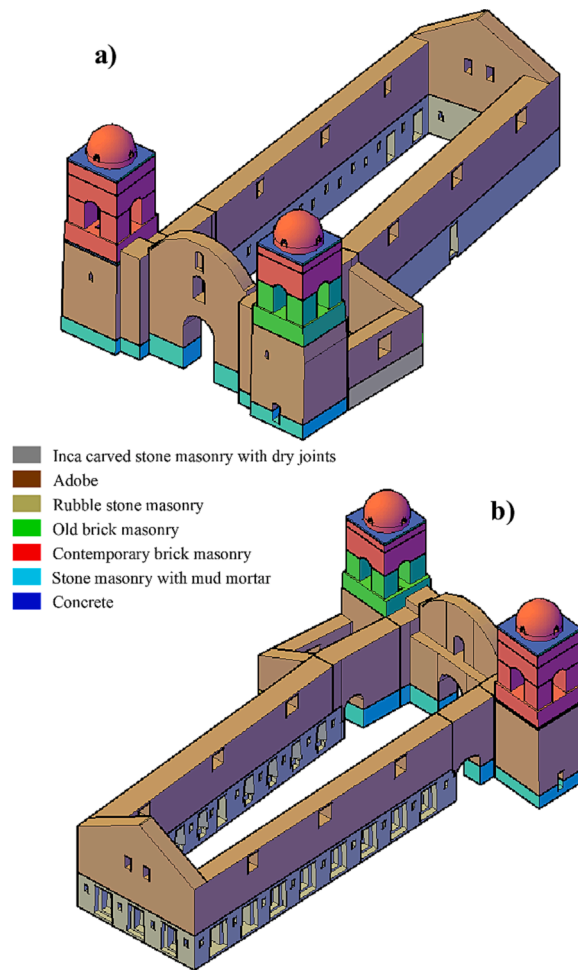 a)
Inca carved stone masonry with dry joints
Adobe
Rubble stone masonry
Old brick masonry
Contemporary brick masonry
Stone masonry with mud mortar
Concrete
b)